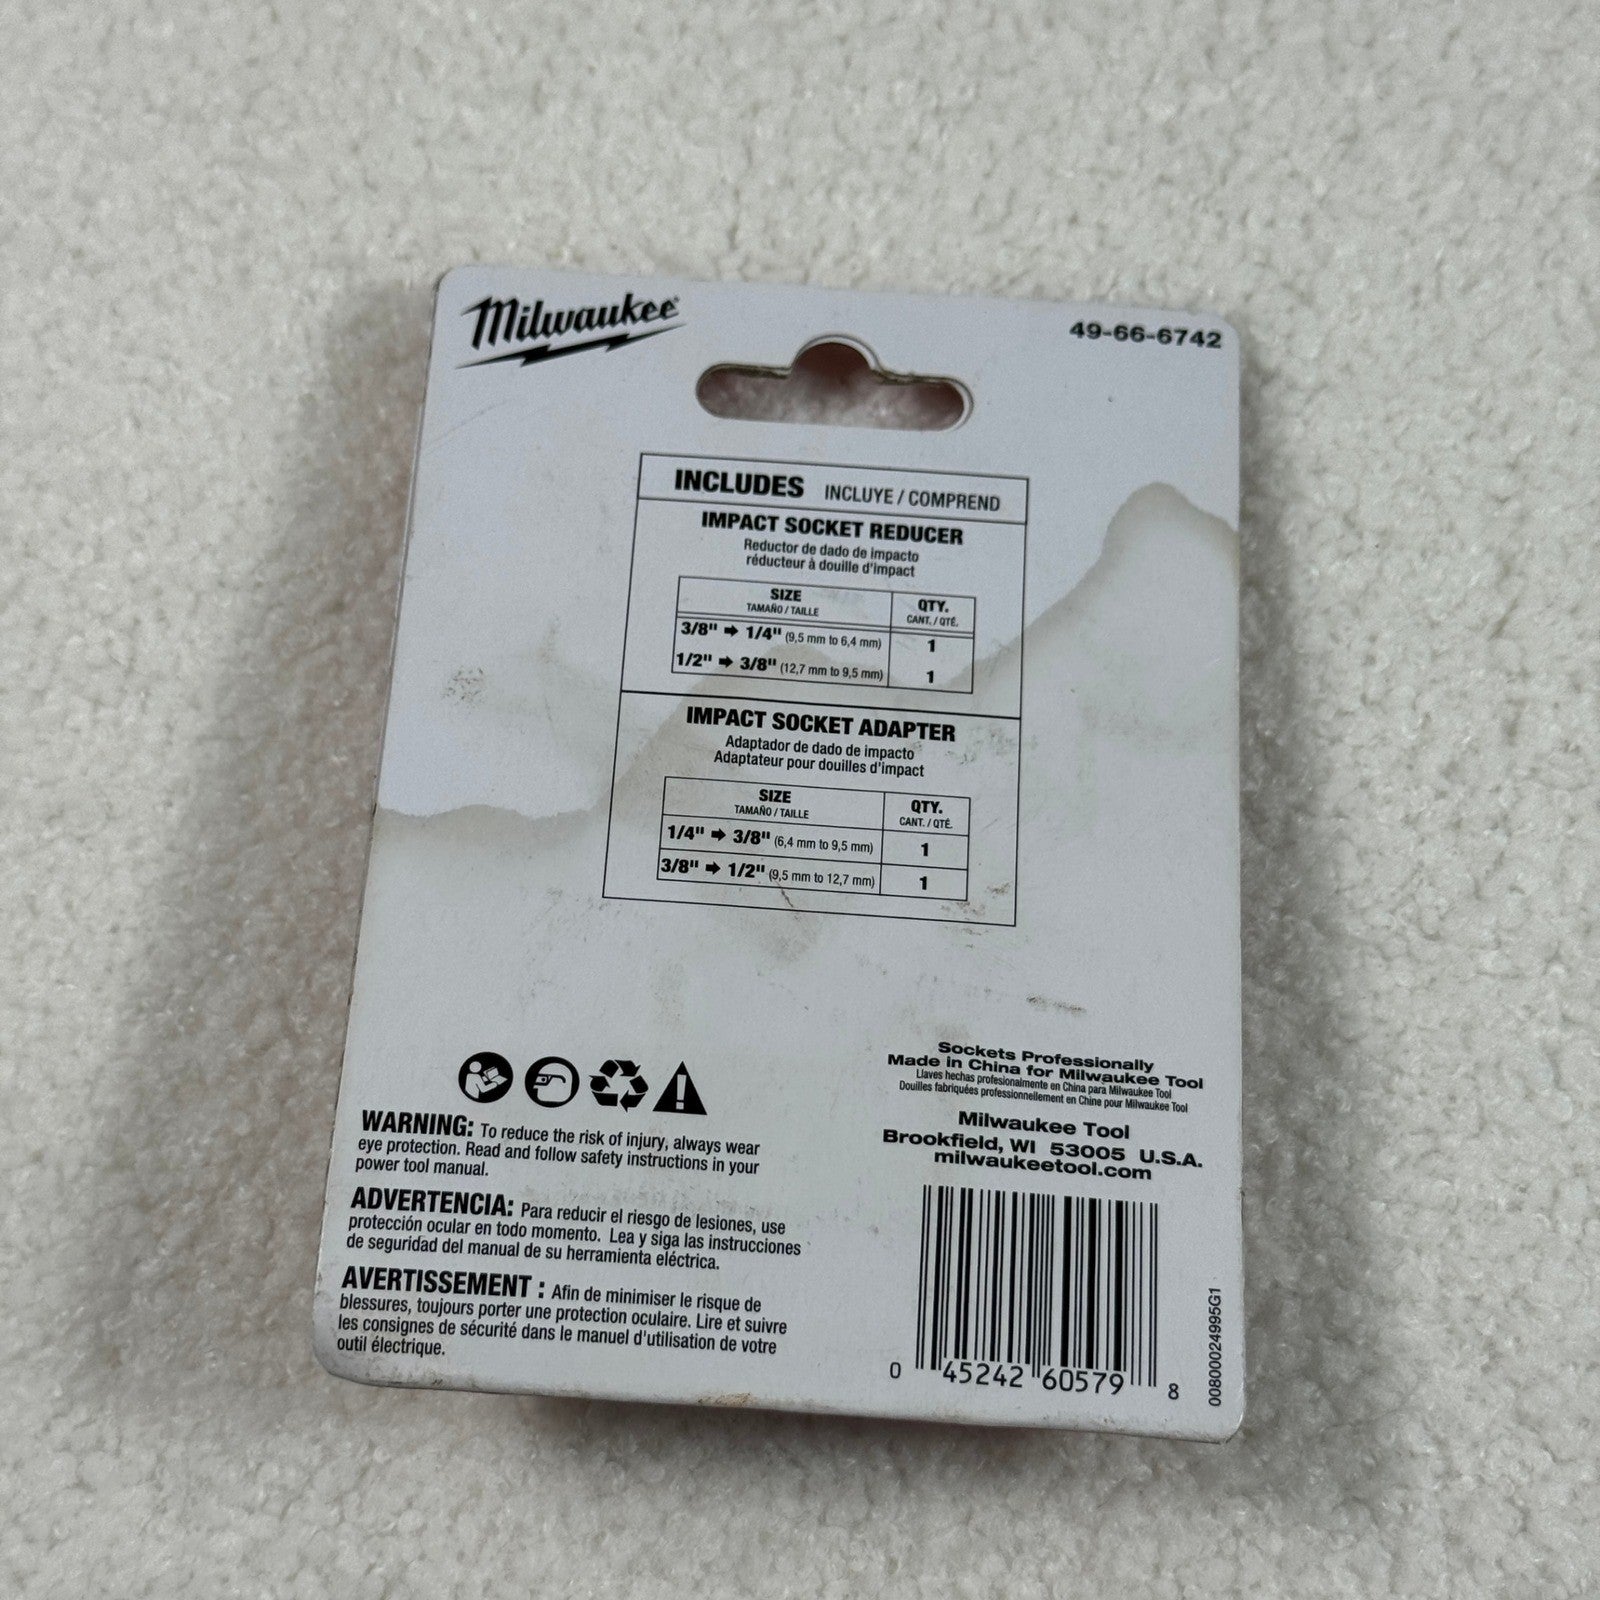 Milwaukee
49-66-6742
INCLUDES INCLUYE / COMPREND
IMPACT SOCKET REDUCER
Reductor de dado de impacto
réducteur à douille d'impact
SIZE QTY.
TAMAÑO / TAILLE CANT. / QTÉ.
3/8" ➡ 1/4" (9,5 mm to 6,4 mm) 1
1/2" ➡ 3/8" (12,7 mm to 9,5 mm) 1
IMPACT SOCKET ADAPTER
Adaptador de dado de impacto
Adaptateur pour douilles d'impact
SIZE QTY.
TAMAÑO / TAILLE CANT. / QTÉ.
1/4" ➡ 3/8" (6,4 mm to 9,5 mm) 1
3/8" ➡ 1/2" (9,5 mm to 12,7 mm) 1
WARNING: To reduce the risk of injury, always wear
eye protection. Read and follow safety instructions in your
power tool manual.
ADVERTENCIA: Para reducir el riesgo de lesiones, use
protección ocular en todo momento. Lea y siga las instrucciones
de seguridad del manual de su herramienta eléctrica.
AVERTISSEMENT : Afin de minimiser le risque de
blessures, toujours porter une protection oculaire. Lire et suivre
les consignes de sécurité dans le manuel d'utilisation de votre
outil électrique.
Sockets Professionally
Made in China for Milwaukee Tool
Llaves hechas profesionalmente en China para Milwaukee Tool
Douilles fabriquées professionnellement en Chine pour Milwaukee Tool
Milwaukee Tool
Brookfield, WI 53005 U.S.A.
milwaukeetool.com
0 45242 60579 8
00800024995G1